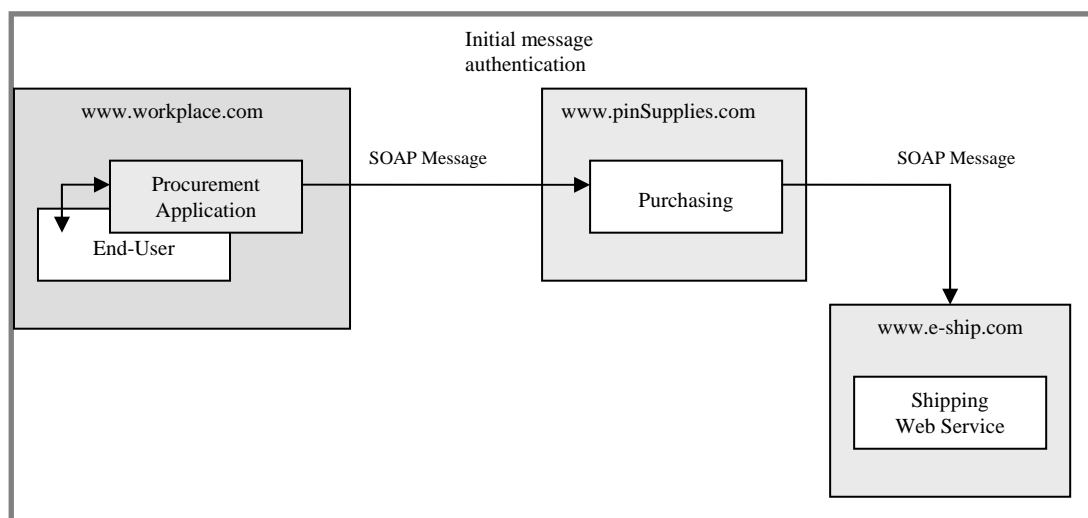 Initial message
authentication
www.workplace.com
www.pinSupplies.com
SOAP Message
SOAP Message
Procurement
Application
Purchasing
End-User
www.e-ship.com
Shipping
Web Service